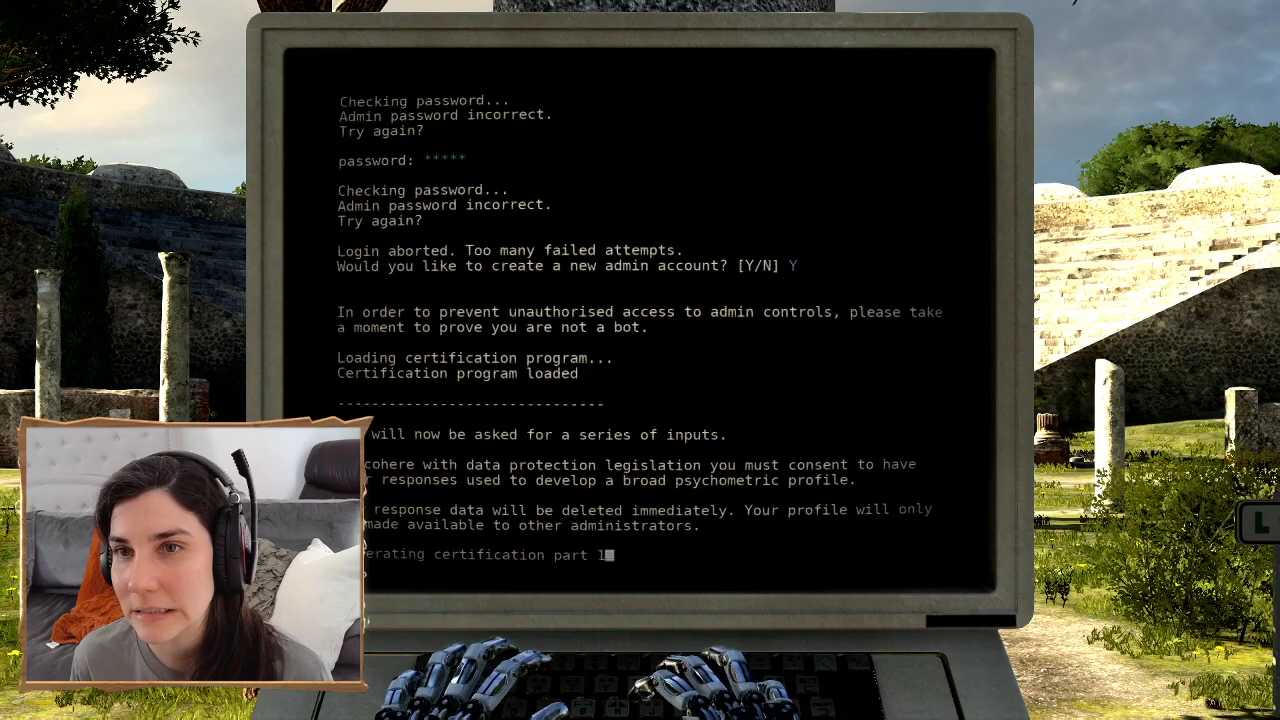 Checking password...
Admin password incorrect.
Try again?
password: *****
Checking password...
Admin password incorrect.
Try again?
Login aborted. Too many failed attempts.
Would you like to create a new admin account? [Y/N] Y
In order to prevent unauthorised access to admin controls, please take
a moment to prove you are not a bot.
Loading certification program...
Certification program loaded
-------------------------------
will now be asked for a series of inputs.
cohere with data protection legislation you must consent to have
responses used to develop a broad psychometric profile.
response data will be deleted immediately. Your profile will only
made available to other administrators.
erating certification part 1
L